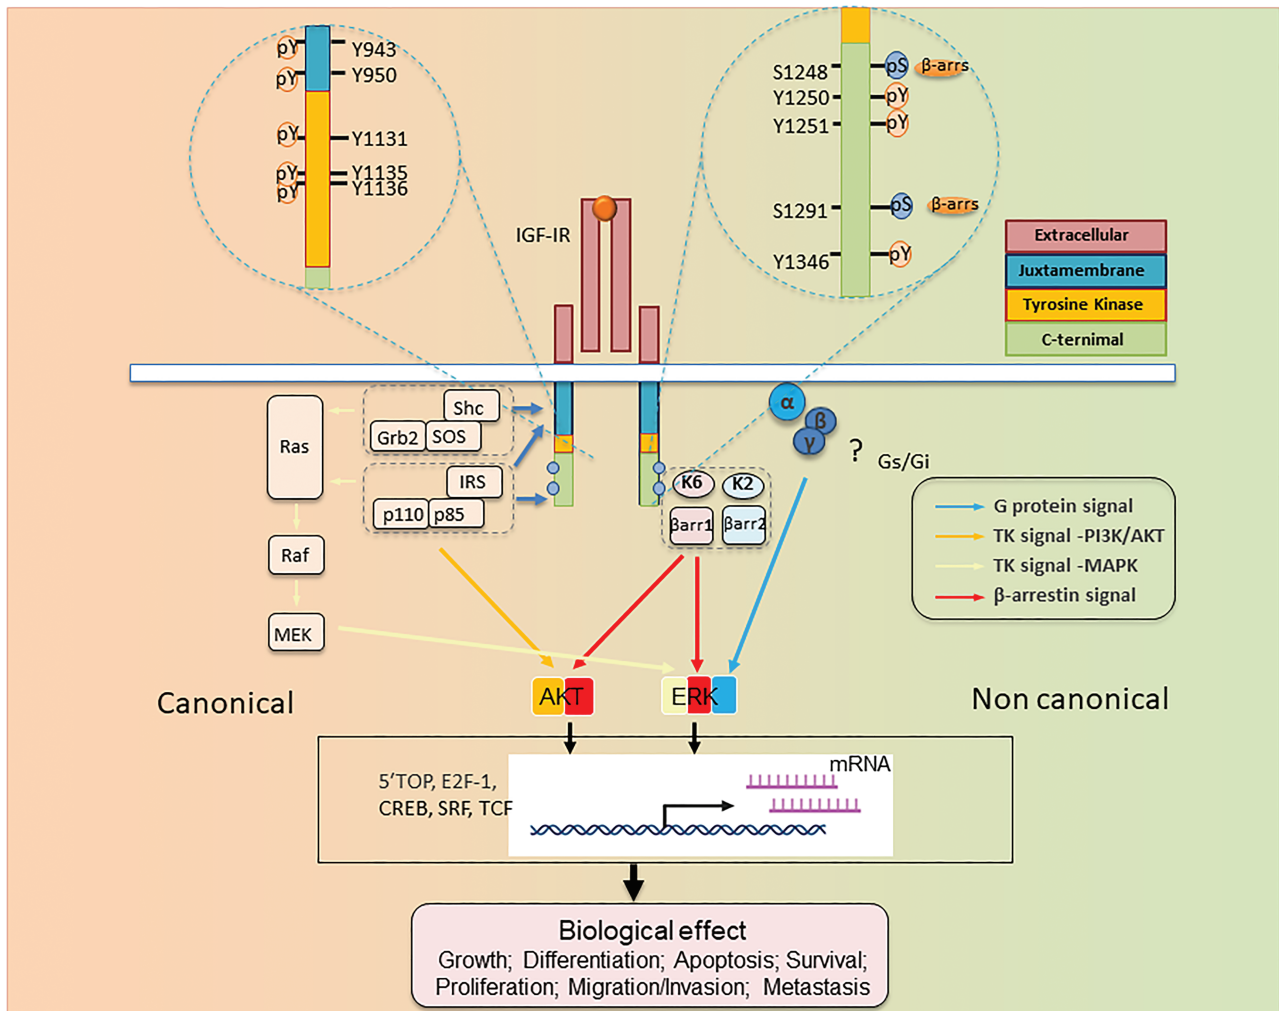 pY
Y943
pY
Y950
pY
Y1131
pY
Y1135
pY
Y1136
S1248
pS
β-arrs
Y1250
pY
Y1251
pY
S1291
pS
β-arrs
Y1346
pY
IGF-IR
Extracellular
Juxtamembrane
Tyrosine Kinase
C-terminal
Ras
Shc
Grb2
SOS
IRS
p110
p85
Raf
MEK
α
β
γ
?
Gs/Gi
K6
K2
βarr1
βarr2
G protein signal
TK signal -PI3K/AKT
TK signal -MAPK
β-arrestin signal
Canonical
AKT
ERK
Non canonical
5′TOP, E2F-1,
CREB, SRF, TCF
mRNA
Biological effect
Growth; Differentiation; Apoptosis; Survival;
Proliferation; Migration/Invasion; Metastasis